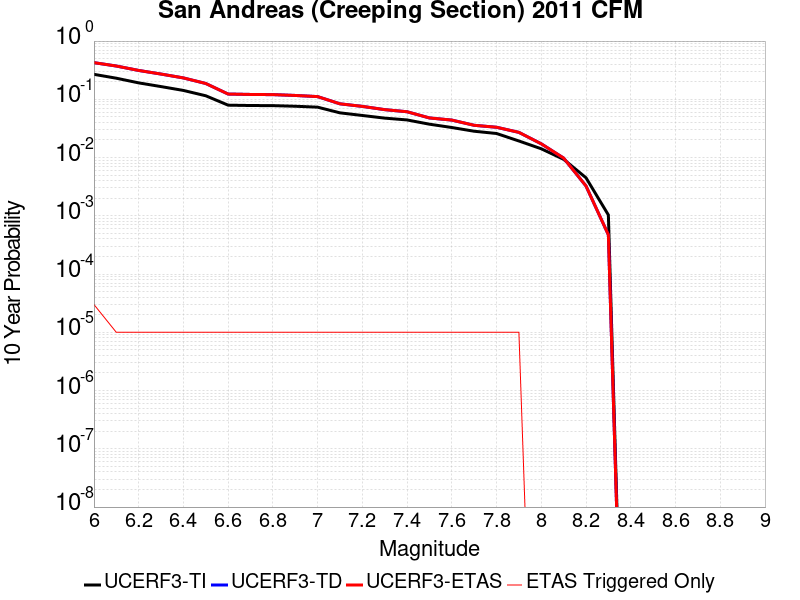 San Andreas (Creeping Section) 2011 CFM
10 0
10 -1
10 -2
10 -3
10 -4
10 -5
10 -6
10 -7
10 -8
10 Year Probability
6 6.2 6.4 6.6 6.8 7 7.2 7.4 7.6 7.8 8 8.2 8.4 8.6 8.8 9
Magnitude
UCERF3-TI UCERF3-TD UCERF3-ETAS ETAS Triggered Only